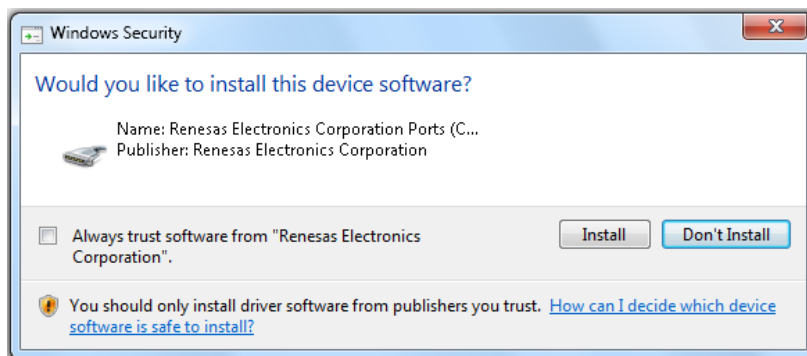 Windows Security
Would you like to install this device software?
Name: Renesas Electronics Corporation Ports (C...
Publisher: Renesas Electronics Corporation
Always trust software from "Renesas Electronics
Corporation".
Install
Don't Install
You should only install driver software from publishers you trust. How can I decide which device
software is safe to install?